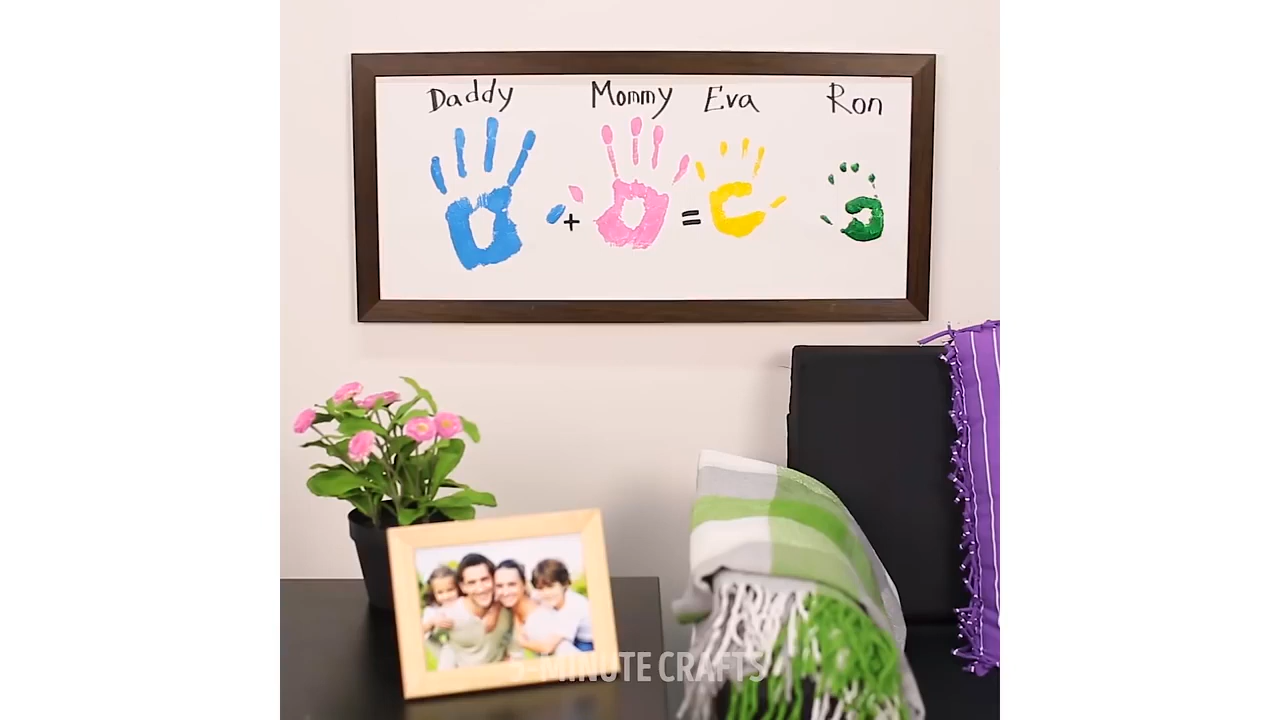 Daddy Mommy Eva Ron
+ =
5-MINUTE CRAFTS